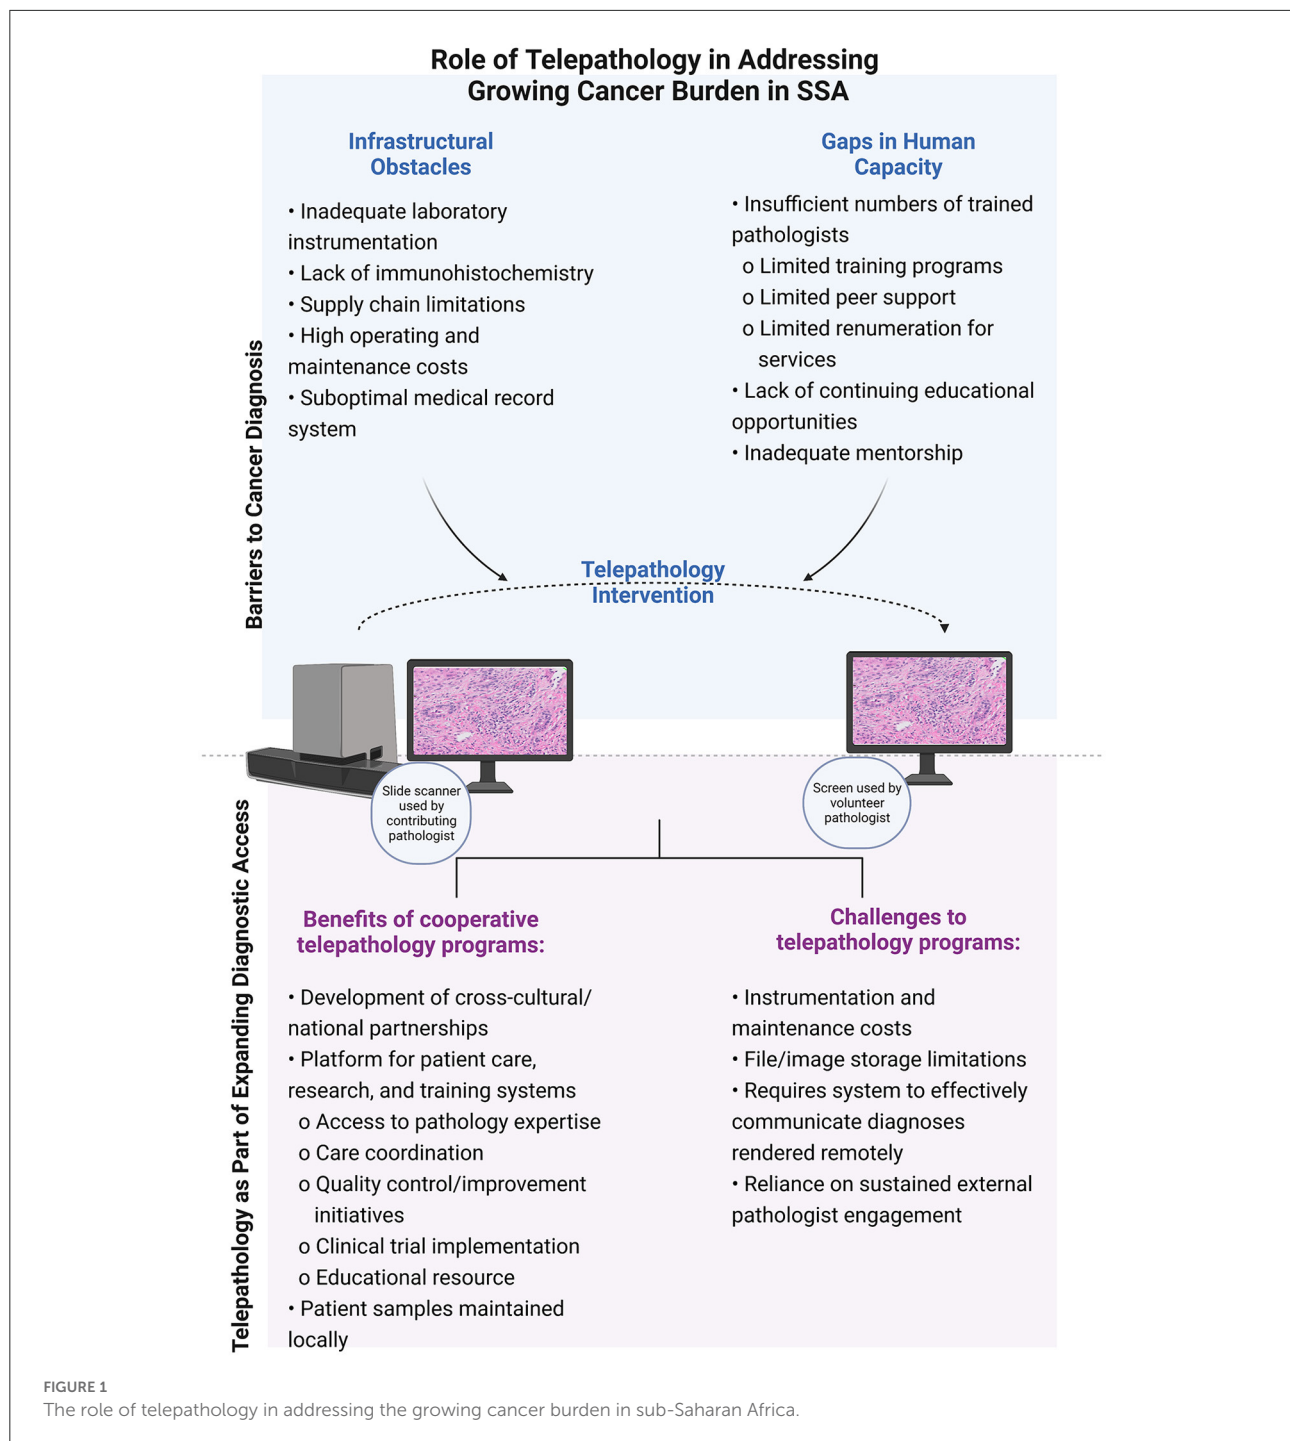 Role of Telepathology in Addressing
Growing Cancer Burden in SSA
Barriers to Cancer Diagnosis
Infrastructural
Obstacles
• Inadequate laboratory
instrumentation
• Lack of immunohistochemistry
• Supply chain limitations
• High operating and
maintenance costs
• Suboptimal medical record
system
Gaps in Human
Capacity
• Insufficient numbers of trained
pathologists
o Limited training programs
o Limited peer support
o Limited renumeration for
services
• Lack of continuing educational
opportunities
• Inadequate mentorship
Telepathology
Intervention
Slide scanner
used by
contributing
pathologist
Screen used by
volunteer
pathologist
Telepathology as Part of Expanding Diagnostic Access
Benefits of cooperative
telepathology programs:
• Development of cross-cultural/
national partnerships
• Platform for patient care,
research, and training systems
o Access to pathology expertise
o Care coordination
o Quality control/improvement
initiatives
o Clinical trial implementation
o Educational resource
• Patient samples maintained
locally
Challenges to
telepathology programs:
• Instrumentation and
maintenance costs
• File/image storage limitations
• Requires system to effectively
communicate diagnoses
rendered remotely
• Reliance on sustained external
pathologist engagement
FIGURE 1
The role of telepathology in addressing the growing cancer burden in sub-Saharan Africa.